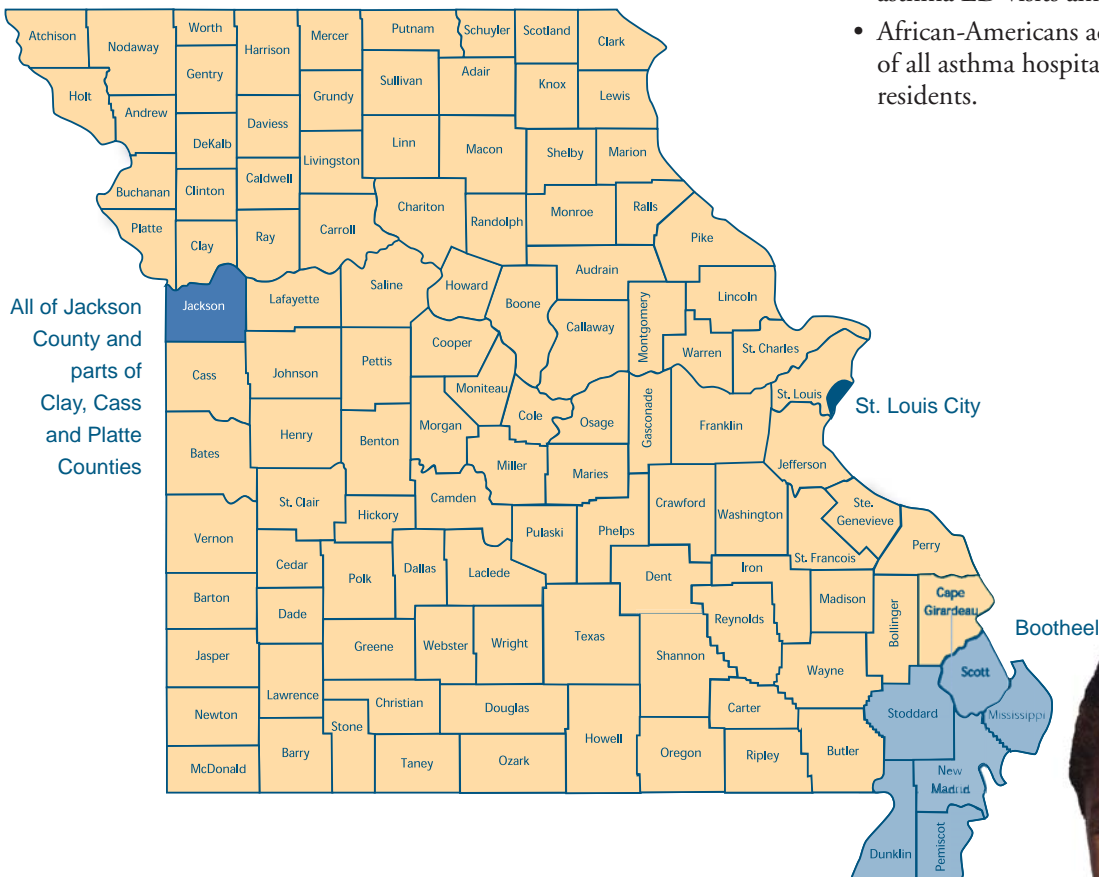 asthma ED visits an
• African-Americans ac
of all asthma hospita
residents.
Atchison
Nodaway
Worth
Harrison
Mercer
Putnam
Schuyler
Scotland
Clark
Gentry
Sullivan
Adair
Knox
Holt
Andrew
Grundy
Lewis
Daviess
DeKalb
Linn
Macon
Shelby
Marion
Livingston
Buchanan
Clinton
Caldwell
Chariton
Randolph
Monroe
Ralls
Platte
Clay
Ray
Carroll
Pike
Audrain
Jackson
Lafayette
Saline
Howard
Boone
Lincoln
Callaway
Montgomery
All of Jackson
County and
parts of
Clay, Cass
and Platte
Counties
Cooper
Warren
St. Charles
Cass
Johnson
Pettis
Moniteau
St. Louis
St. Louis City
Cole
Osage
Gasconade
Franklin
Henry
Benton
Morgan
Bates
Miller
Maries
Jefferson
St. Clair
Camden
Crawford
Washington
Ste.
Genevieve
Hickory
Vernon
Pulaski
Phelps
St. Francois
Perry
Cedar
Polk
Dallas
Laclede
Dent
Iron
Barton
Dade
Madison
Bollinger
Cape
Girardeau
Reynolds
Bootheel
Jasper
Greene
Webster
Wright
Texas
Shannon
Wayne
Scott
Lawrence
Newton
Stone
Christian
Douglas
Carter
Stoddard
Mississippi
Howell
Oregon
Ripley
Butler
McDonald
Barry
Taney
Ozark
New
Madrid
Dunklin
Pemiscot